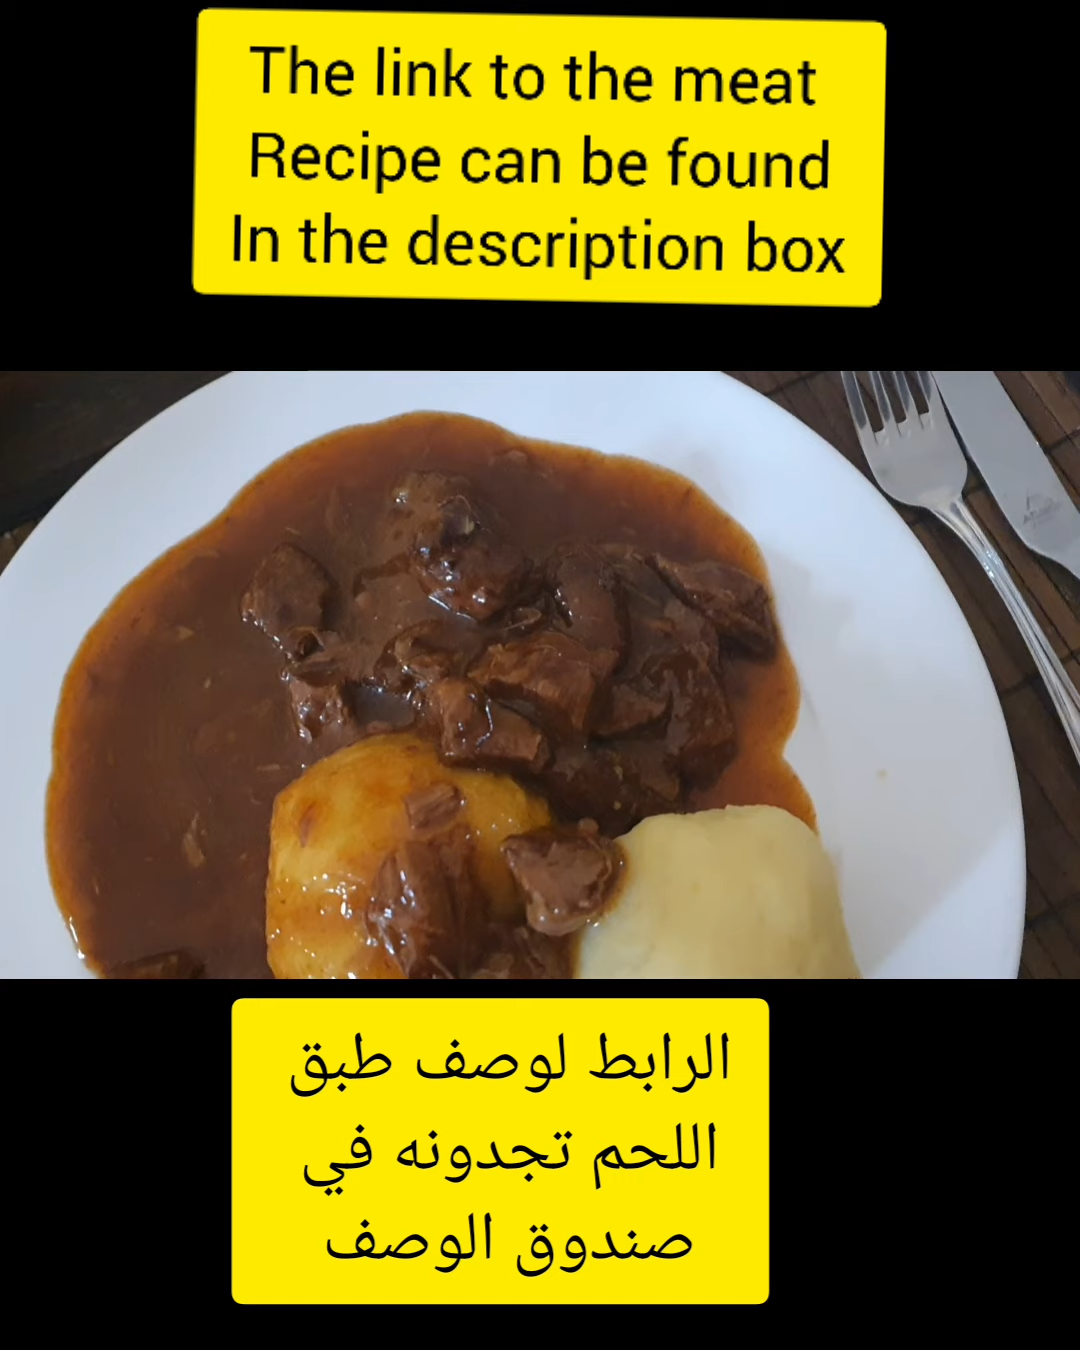 The link to the meat
Recipe can be found
In the description box
الرابط لوصف طبق
اللحم تجدونه في
صندوق الوصف